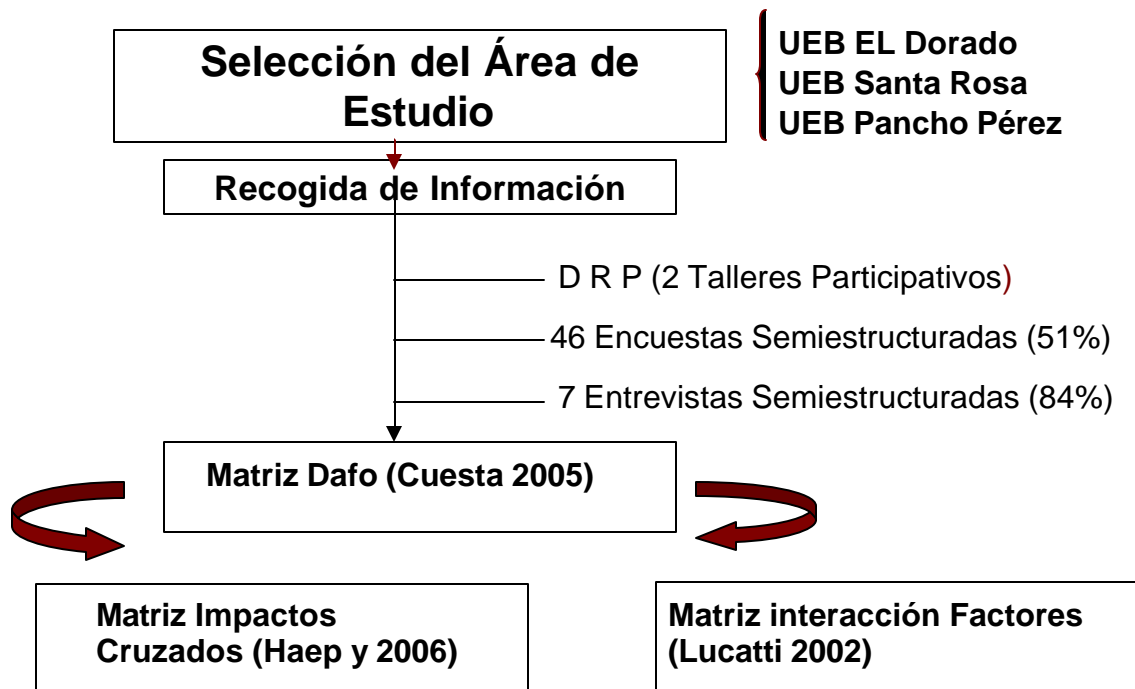 Selección del Área de
Estudio
UEB EL Dorado
UEB Santa Rosa
UEB Pancho Pérez
Recogida de Información
D R P (2 Talleres Participativos)
46 Encuestas Semiestructuradas (51%)
7 Entrevistas Semiestructuradas (84%)
Matriz Dafo (Cuesta 2005)
Matriz Impactos
Cruzados (Haep y 2006)
Matriz interacción Factores
(Lucatti 2002)